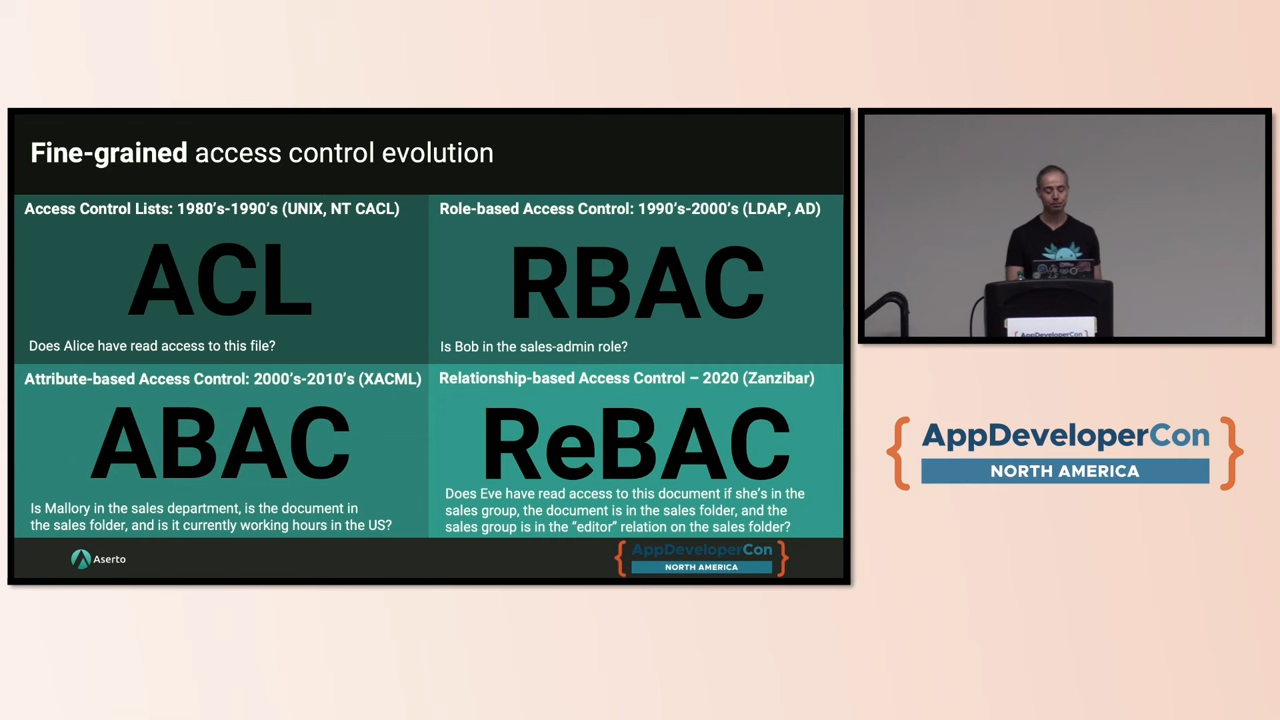 Fine-grained access control evolution
Access Control Lists: 1980's-1990's (UNIX, NT CACL)
ACL
Does Alice have read access to this file?
Role-based Access Control: 1990's-2000's (LDAP, AD)
RBAC
Is Bob in the sales-admin role?
Attribute-based Access Control: 2000's-2010's (XACML)
ABAC
Is Mallory in the sales department, is the document in
the sales folder, and is it currently working hours in the US?
Relationship-based Access Control – 2020 (Zanzibar)
ReBAC
Does Eve have read access to this document if she's in the
sales group, the document is in the sales folder, and the
sales group is in the “editor” relation on the sales folder?
Aserto
{ AppDeveloperCon }
NORTH AMERICA
AppDeveloperCon
{ AppDeveloperCon }
NORTH AMERICA